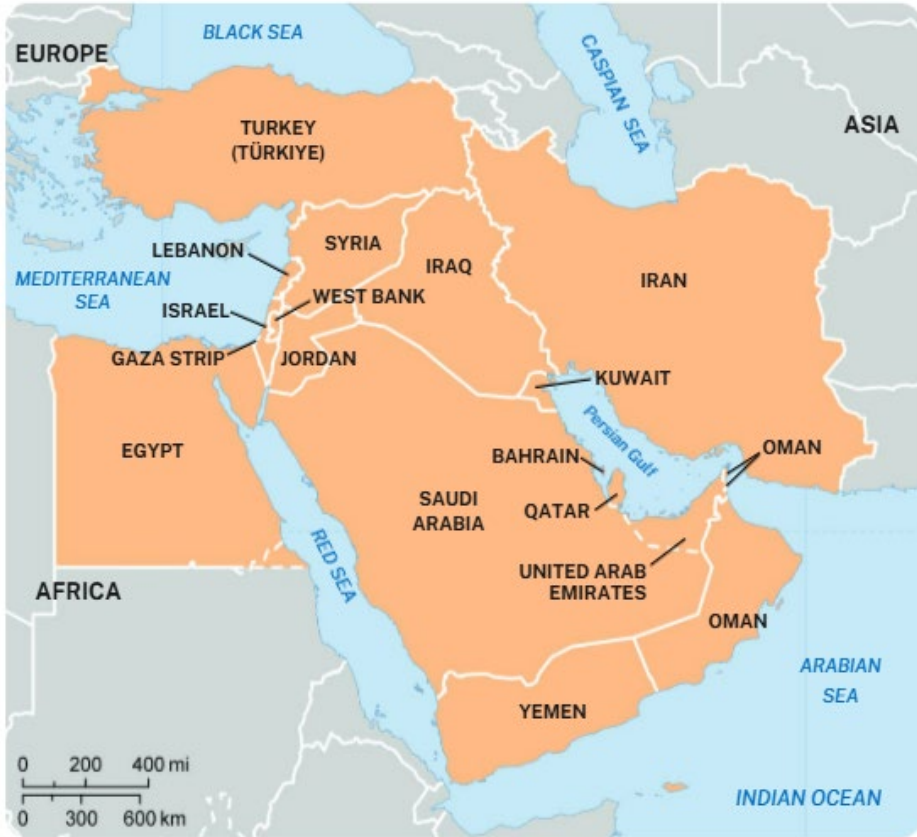 BLACK SEA
EUROPE
CASPIAN SEA
ASIA
TURKEY
(TÜRKIYE)
LEBANON
SYRIA
IRAQ
IRAN
MEDITERRANEAN
SEA
WEST BANK
ISRAEL
GAZA STRIP
JORDAN
KUWAIT
Persian Gulf
EGYPT
BAHRAIN
OMAN
SAUDI
ARABIA
QATAR
RED SEA
UNITED ARAB
EMIRATES
AFRICA
OMAN
ARABIAN
SEA
YEMEN
0 200 400 mi
0 300 600 km
INDIAN OCEAN